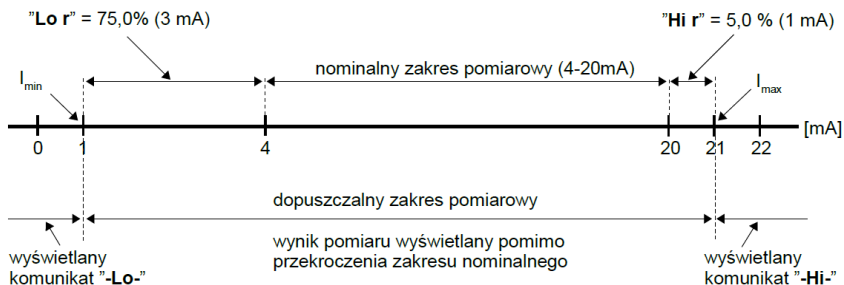 "Lo r" = 75,0% (3 mA)
"Hi r" = 5,0 % (1 mA)
nominalny zakres pomiarowy (4-20mA)
Imin
Imax
[mA]
0 1 4 20 21 22
dopuszczalny zakres pomiarowy
wyświetlany
komunikat "-Lo-"
wynik pomiaru wyświetlany pomimo
przekroczenia zakresu nominalnego
wyświetlany
komunikat "-Hi-"